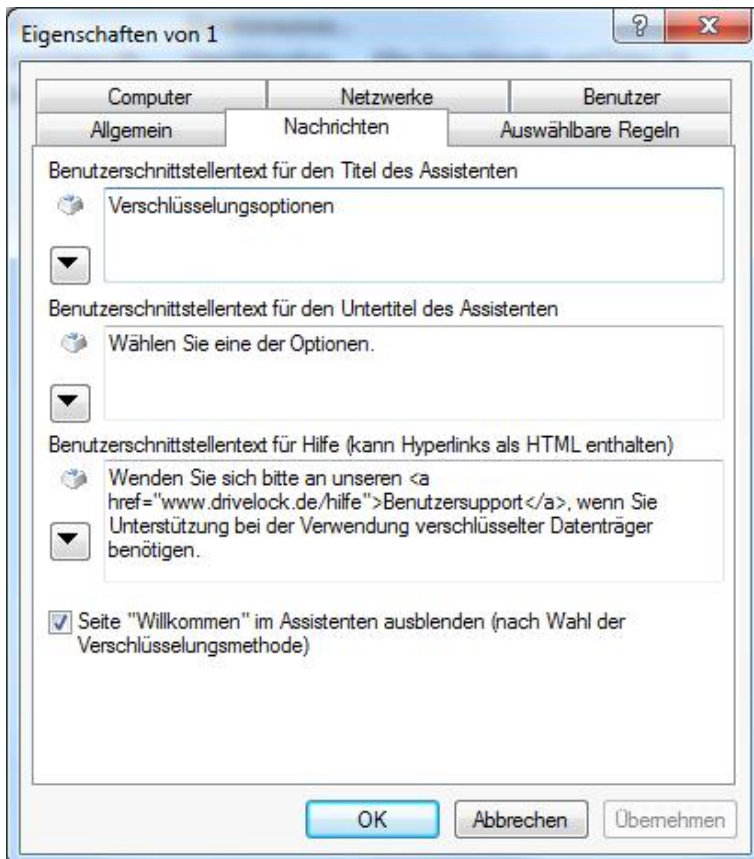 Eigenschaften von 1
Computer Netzwerke Benutzer
Allgemein Nachrichten Auswählbare Regeln
Benutzerschnittstellentext für den Titel des Assistenten
Verschlüsselungsoptionen
Benutzerschnittstellentext für den Untertitel des Assistenten
Wählen Sie eine der Optionen.
Benutzerschnittstellentext für Hilfe (kann Hyperlinks als HTML enthalten)
Wenden Sie sich bitte an unseren <a
href="www.drivelock.de/hilfe">Benutzersupport</a>, wenn Sie
Unterstützung bei der Verwendung verschlüsselter Datenträger
benötigen.
Seite "Willkommen" im Assistenten ausblenden (nach Wahl der
Verschlüsselungsmethode)
OK Abbrechen Übernehmen